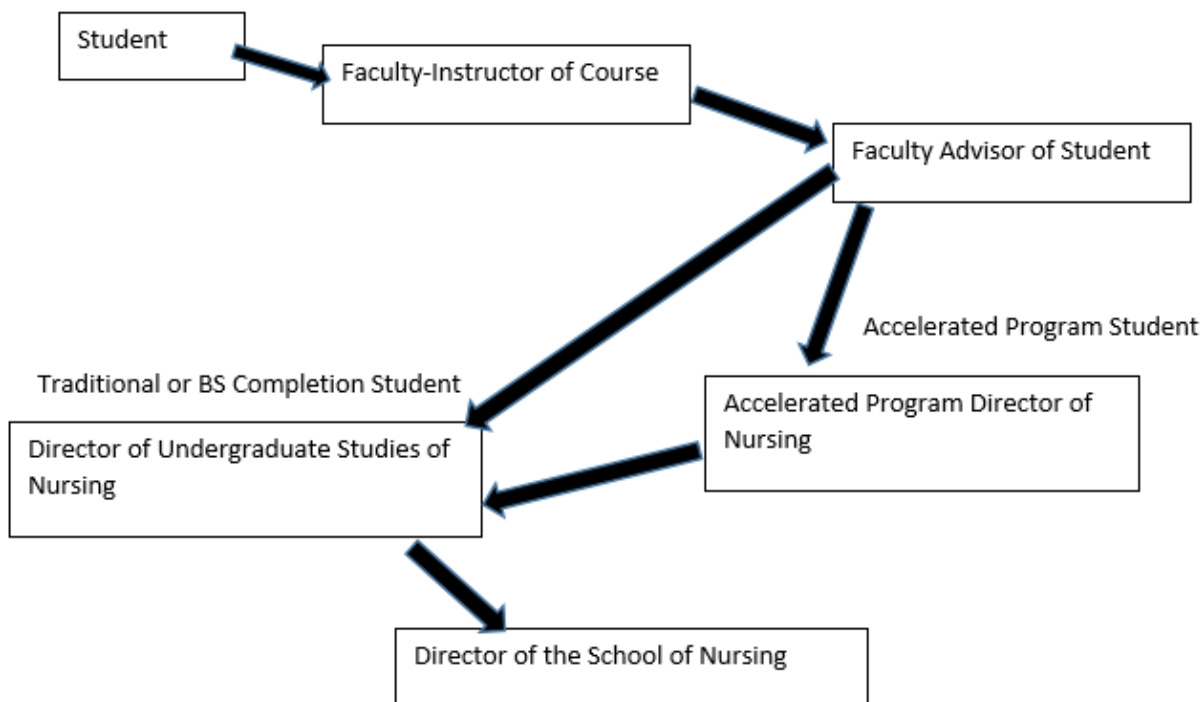 Student
Faculty-Instructor of Course
Faculty Advisor of Student
Accelerated Program Student
Traditional or BS Completion Student
Accelerated Program Director of
Nursing
Director of Undergraduate Studies of
Nursing
Director of the School of Nursing